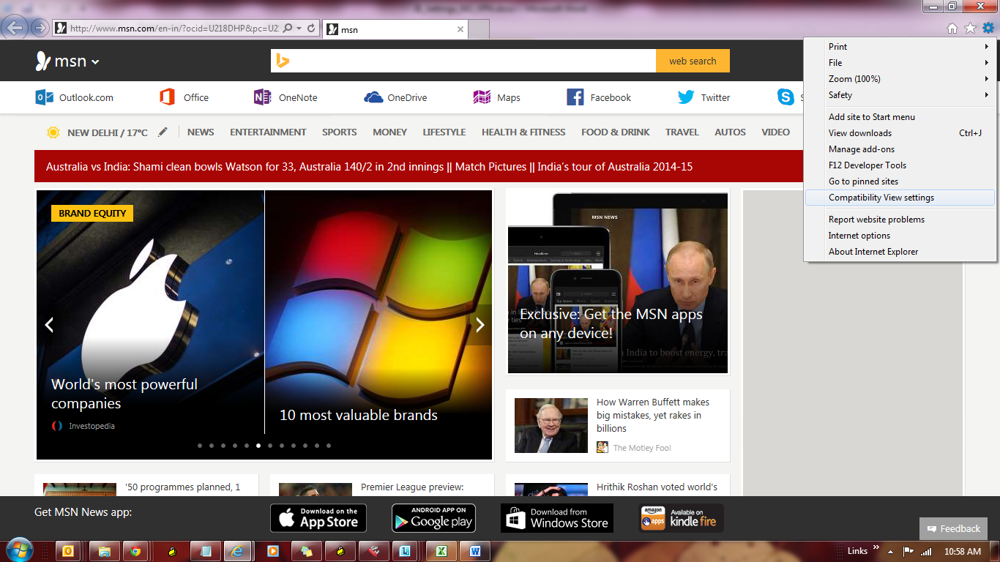 http://www.msn.com/en-in/?ocid=U218DHP&pc=U2
msn
msn
web search
Outlook.com
Office
OneNote
OneDrive
Maps
Facebook
Twitter
S
NEW DELHI / 17°C
NEWS
ENTERTAINMENT
SPORTS
MONEY
LIFESTYLE
HEALTH & FITNESS
FOOD & DRINK
TRAVEL
AUTOS
VIDEO
Print
File
Zoom (100%)
Safety
Add site to Start menu
View downloads Ctrl+J
Manage add-ons
F12 Developer Tools
Go to pinned sites
Compatibility View settings
Report website problems
Internet options
About Internet Explorer
Australia vs India: Shami clean bowls Watson for 33, Australia 140/2 in 2nd innings || Match Pictures || India's tour of Australia 2014-15
BRAND EQUITY
World's most powerful
companies
Investopedia
10 most valuable brands
MSN NEWS
Headlines
Exclusive: Get the MSN apps
on any device!
India to boost energy, tra
How Warren Buffett makes
big mistakes, yet rakes in
billions
The Motley Fool
'50 programmes planned, 1
Premier League preview:
Hrithik Roshan voted world's
Get MSN News app:
Download on the
App Store
ANDROID APP ON
Google play
Download from
Windows Store
amazon
apps
Available on
kindle fire
Feedback
Links
10:58 AM